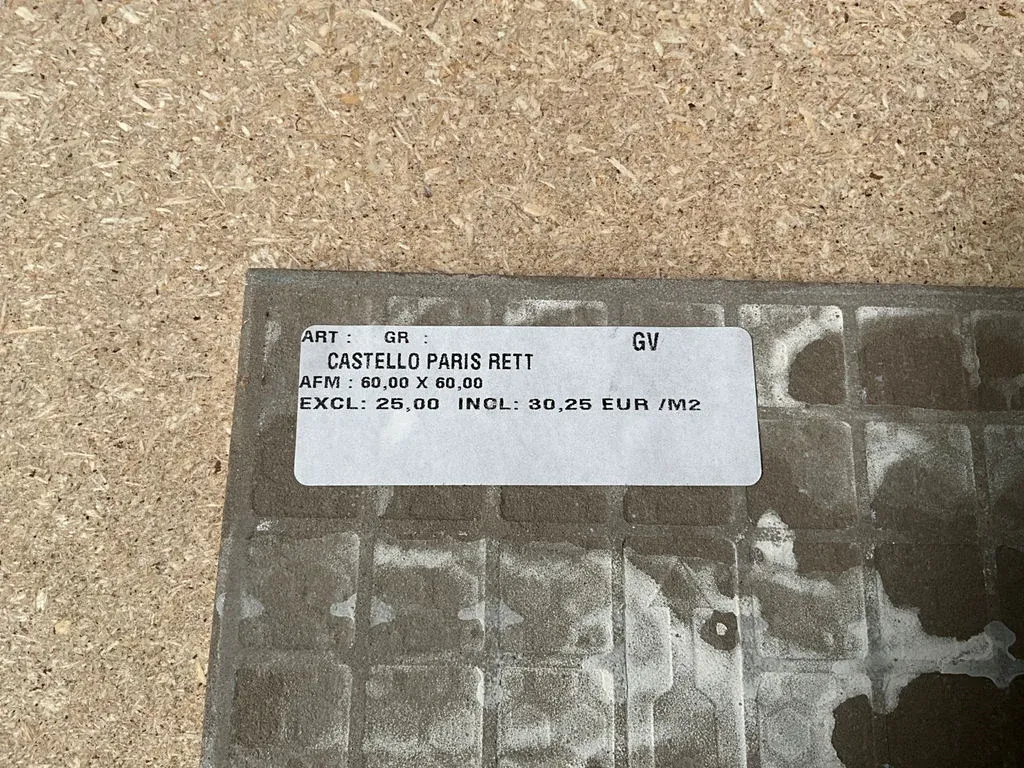 ART : GR : GV
CASTELLO PARIS RETT
AFM : 60,00 X 60,00
EXCL: 25,00 INCL: 30,25 EUR /M2